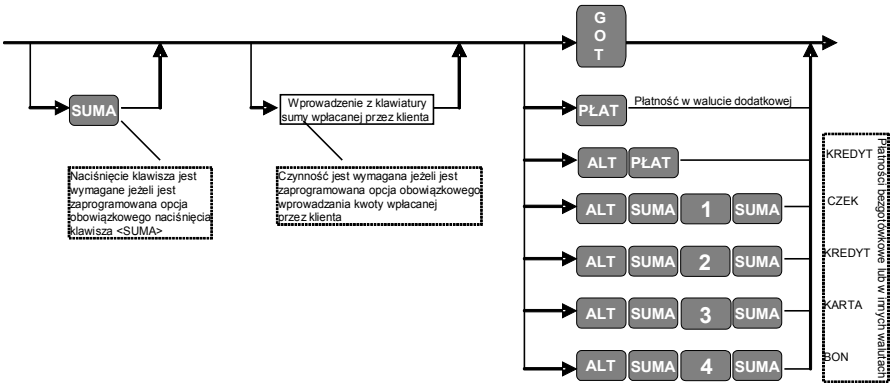 G
O
T
SUMA
Wprowadzenie z klawiatury
sumy wpłacanej przez klienta
PŁAT
Płatność w walucie dodatkowej
Naciśnięcie klawisza jest
wymagane jeżeli jest
zaprogramowana opcja
obowiązkowego naciśnięcia
klawisza <SUMA>
Czynność jest wymagana jeżeli jest
zaprogramowana opcja obowiązkowego
wprowadzania kwoty wpłacanej
przez klienta
ALT PŁAT KREDYT
ALT SUMA 1 SUMA CZEK
ALT SUMA 2 SUMA KREDYT
ALT SUMA 3 SUMA KARTA
ALT SUMA 4 SUMA BON
Płatności bezgotówkowe lub w innych walutach